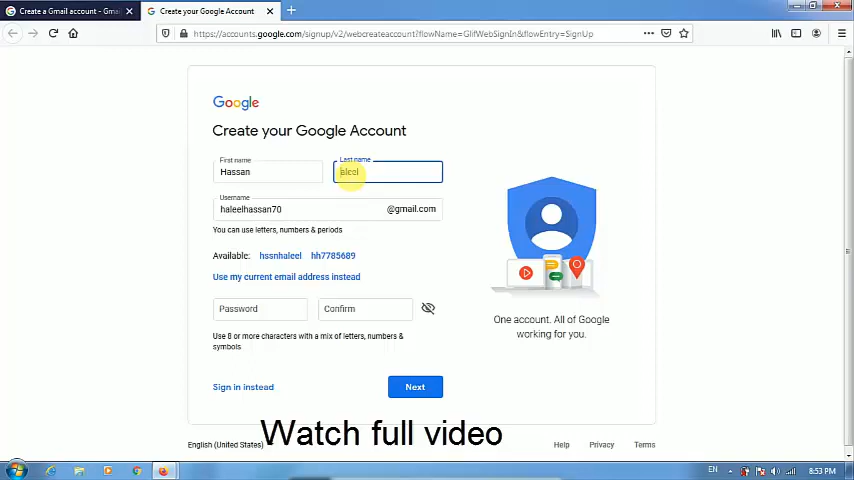 Create a Gmail account - Gm
Create your Google Account
https://accounts.google.com/signup/v2/webcreateaccount?flowName=GlifWebSignIn&flowEntry=SignUp
Google
Create your Google Account
First name
Last name
Hassan
aleel
Username
haleelhassan70
@gmail.com
You can use letters, numbers & periods
Available: hssnhaleel hh7785689
Use my current email address instead
Password
Confirm
Use 8 or more characters with a mix of letters, numbers &
symbols
One account. All of Google
working for you.
Sign in instead
Next
Watch full video
English (United States)
Help
Privacy
Terms
EN
8:53 PM